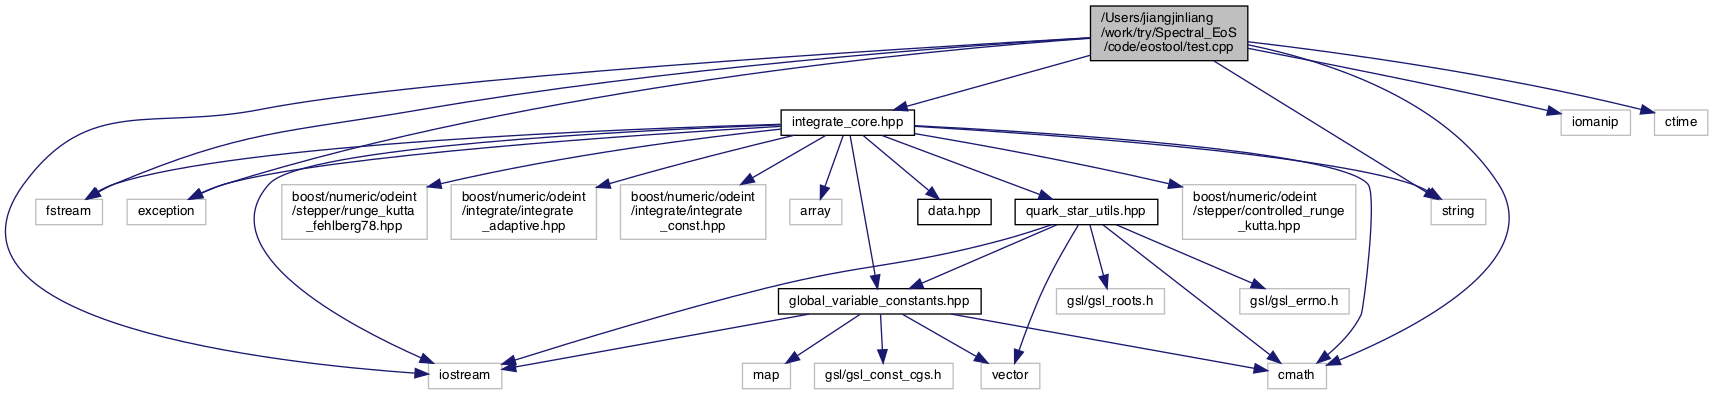 /Users/jiangjinliang
/work/try/Spectral_EoS
/code/eostool/test.cpp
integrate_core.hpp
iomanip
ctime
fstream
exception
boost/numeric/odeint
/stepper/runge_kutta
_fehlberg78.hpp
boost/numeric/odeint
/integrate/integrate
_adaptive.hpp
boost/numeric/odeint
/integrate/integrate
_const.hpp
array
data.hpp
quark_star_utils.hpp
boost/numeric/odeint
/stepper/controlled_runge
_kutta.hpp
string
global_variable_constants.hpp
gsl/gsl_roots.h
gsl/gsl_errno.h
iostream
map
gsl/gsl_const_cgs.h
vector
cmath